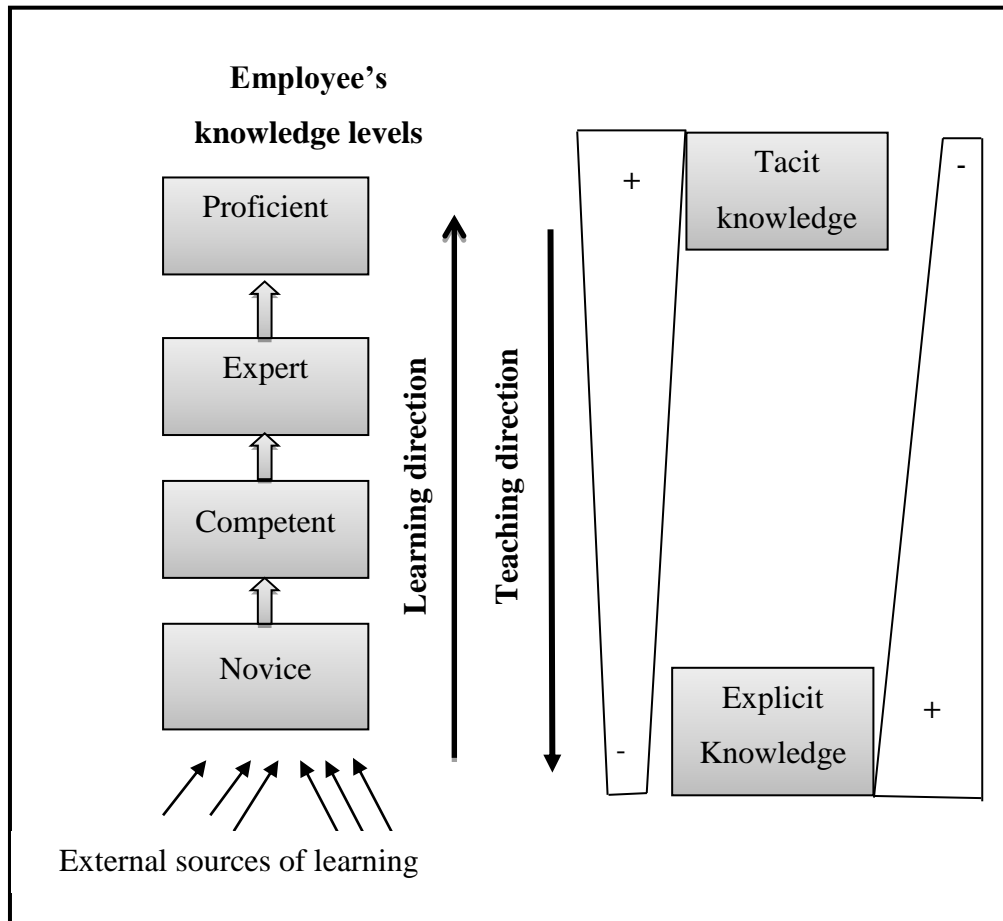 Employee’s
knowledge levels
Proficient
Expert
Competent
Novice
External sources of learning
Learning direction
Teaching direction
+
Tacit
knowledge
-
-
Explicit
Knowledge
+